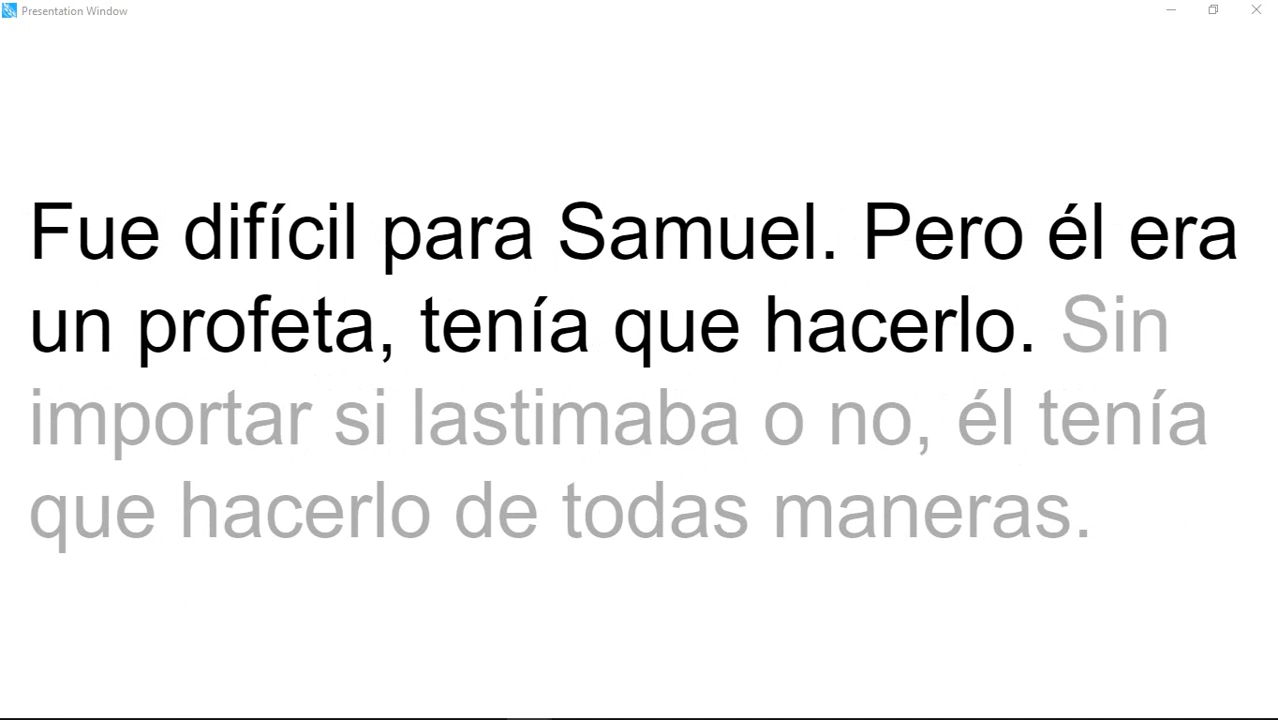 Presentation Window
Fue difícil para Samuel. Pero él era
un profeta, tenía que hacerlo. Sin
importar si lastimaba o no, él tenía
que hacerlo de todas maneras.